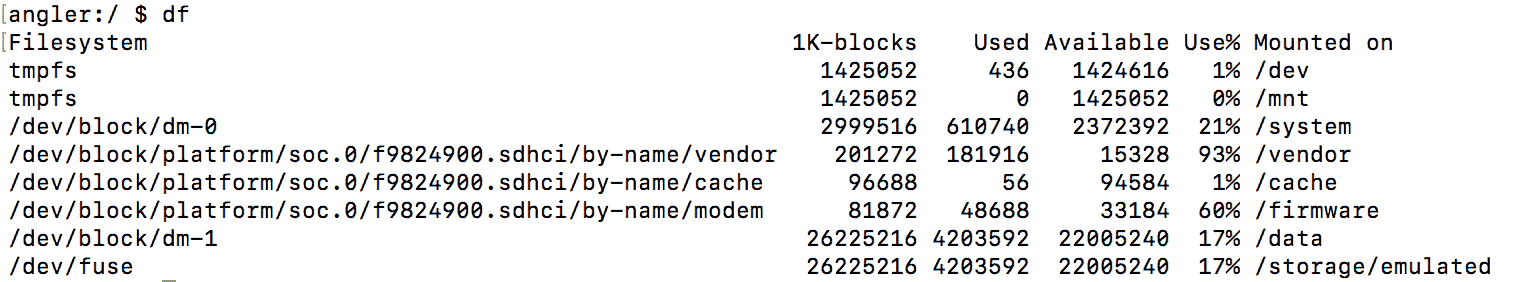 angler:/ $ df
Filesystem 1K-blocks Used Available Use% Mounted on
tmpfs 1425052 436 1424616 1% /dev
tmpfs 1425052 0 1425052 0% /mnt
/dev/block/dm-0 2999516 610740 2372392 21% /system
/dev/block/platform/soc.0/f9824900.sdhci/by-name/vendor 201272 181916 15328 93% /vendor
/dev/block/platform/soc.0/f9824900.sdhci/by-name/cache 96688 56 94584 1% /cache
/dev/block/platform/soc.0/f9824900.sdhci/by-name/modem 81872 48688 33184 60% /firmware
/dev/block/dm-1 26225216 4203592 22005240 17% /data
/dev/fuse 26225216 4203592 22005240 17% /storage/emulated